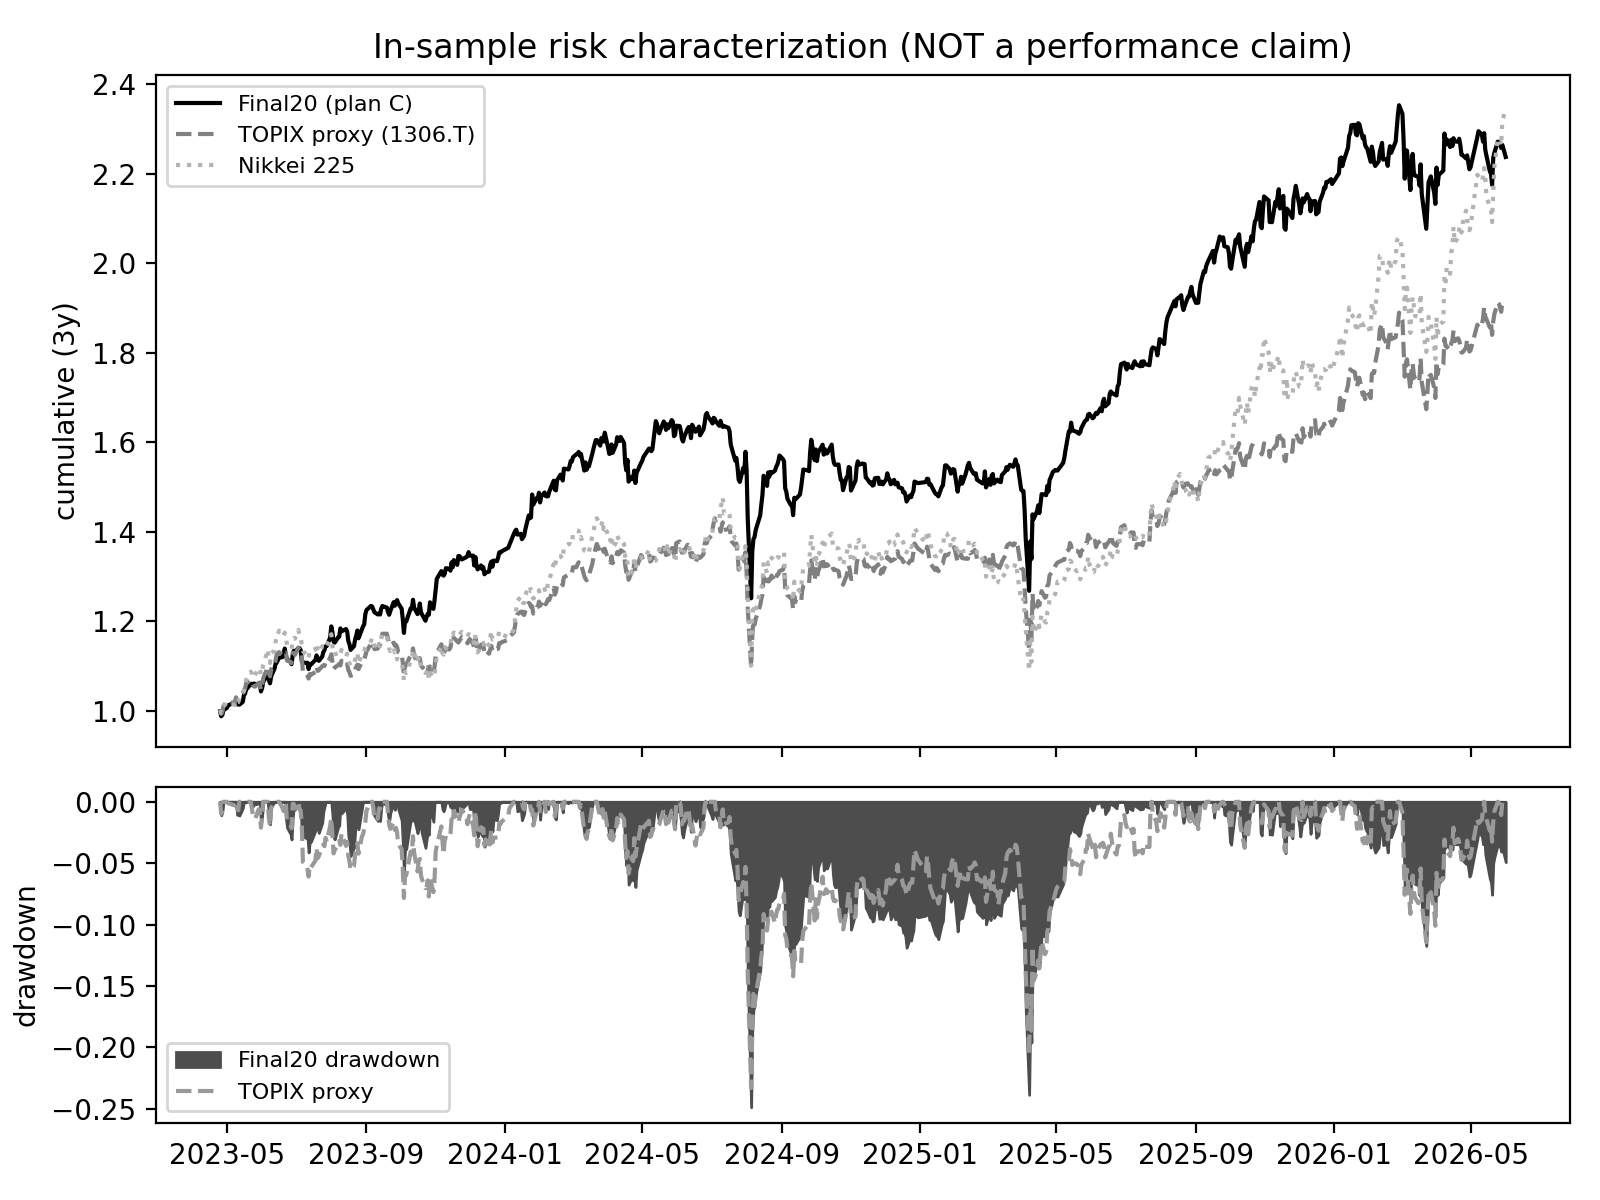 In-sample risk characterization (NOT a performance claim)
2.4
2.2
2.0
1.8
1.6
1.4
1.2
1.0
cumulative (3y)
Final20 (plan C)
TOPIX proxy (1306.T)
Nikkei 225
0.00
−0.05
−0.10
−0.15
−0.20
−0.25
drawdown
Final20 drawdown
TOPIX proxy
2023-05 2023-09 2024-01 2024-05 2024-09 2025-01 2025-05 2025-09 2026-01 2026-05